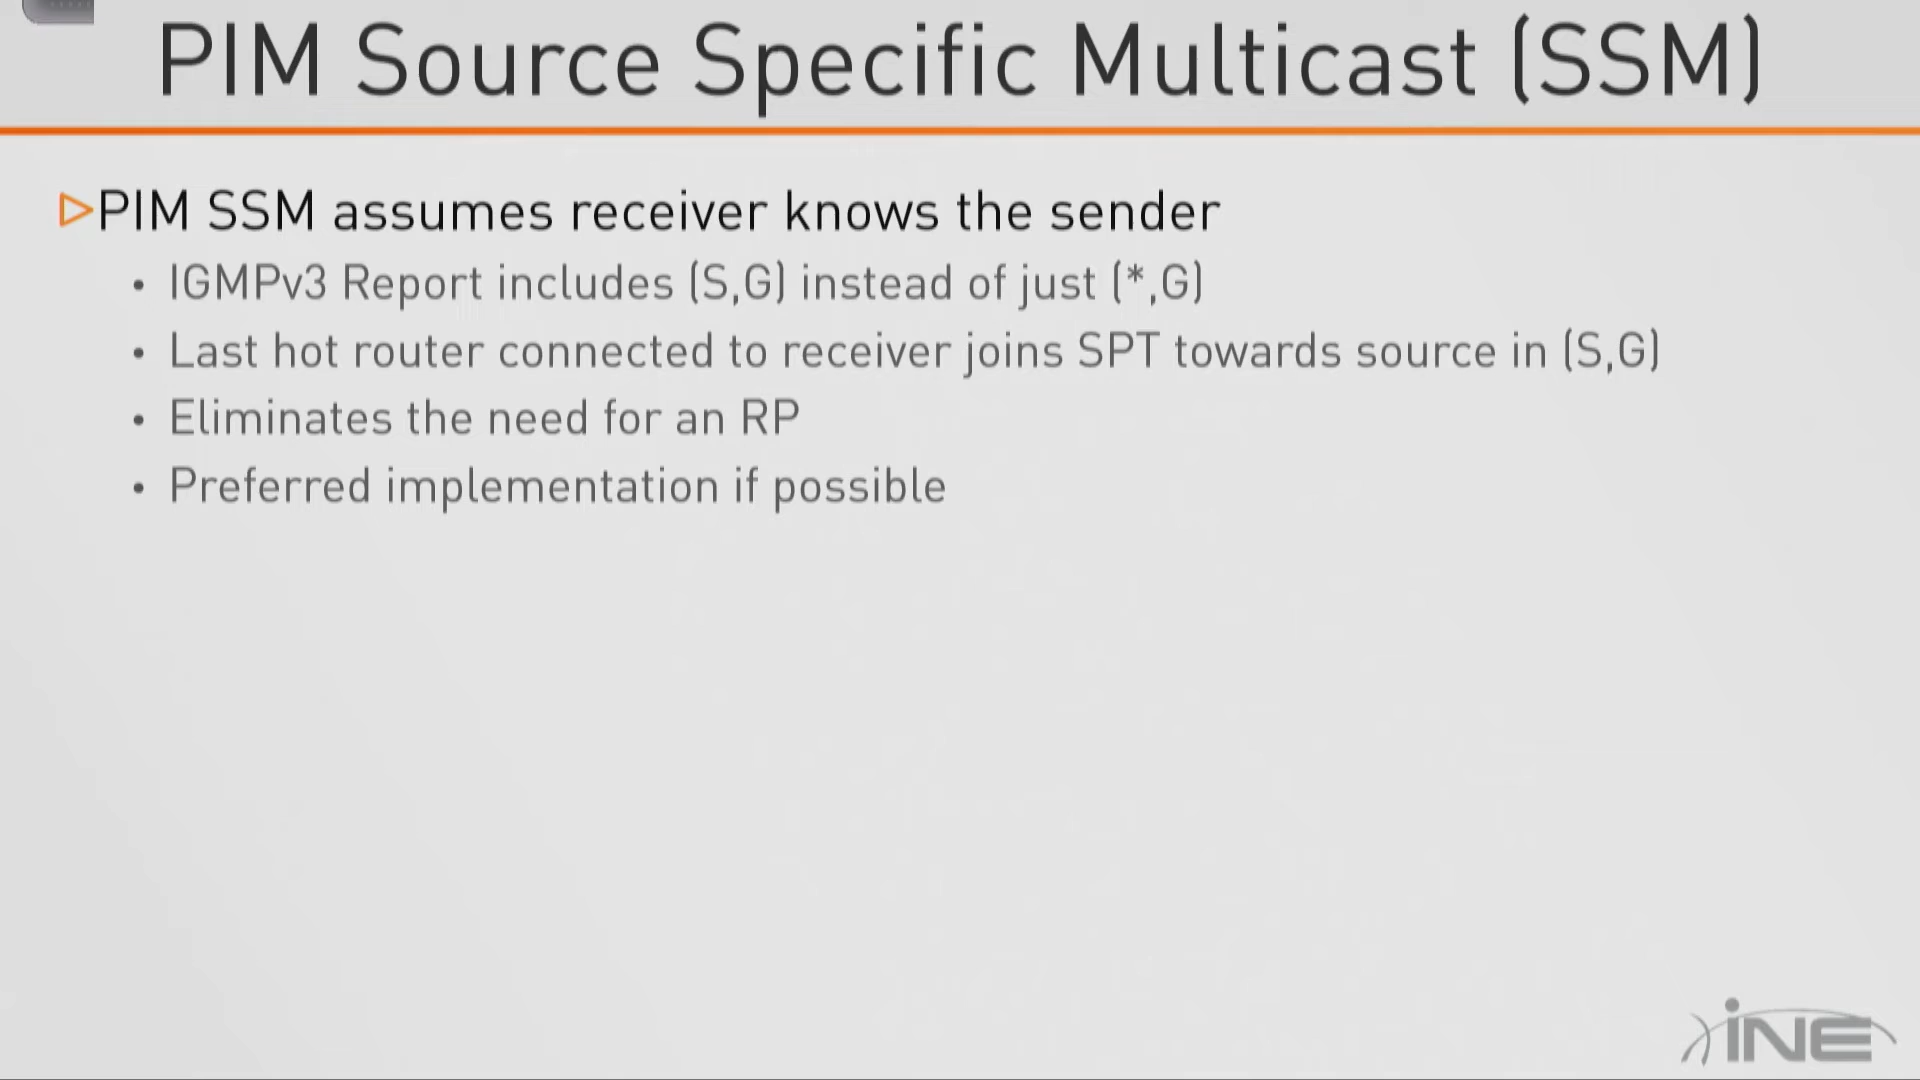 PIM Source Specific Multicast (SSM)
PIM SSM assumes receiver knows the sender
• IGMPv3 Report includes (S,G) instead of just (*,G)
• Last hot router connected to receiver joins SPT towards source in (S,G)
• Eliminates the need for an RP
• Preferred implementation if possible
iNE